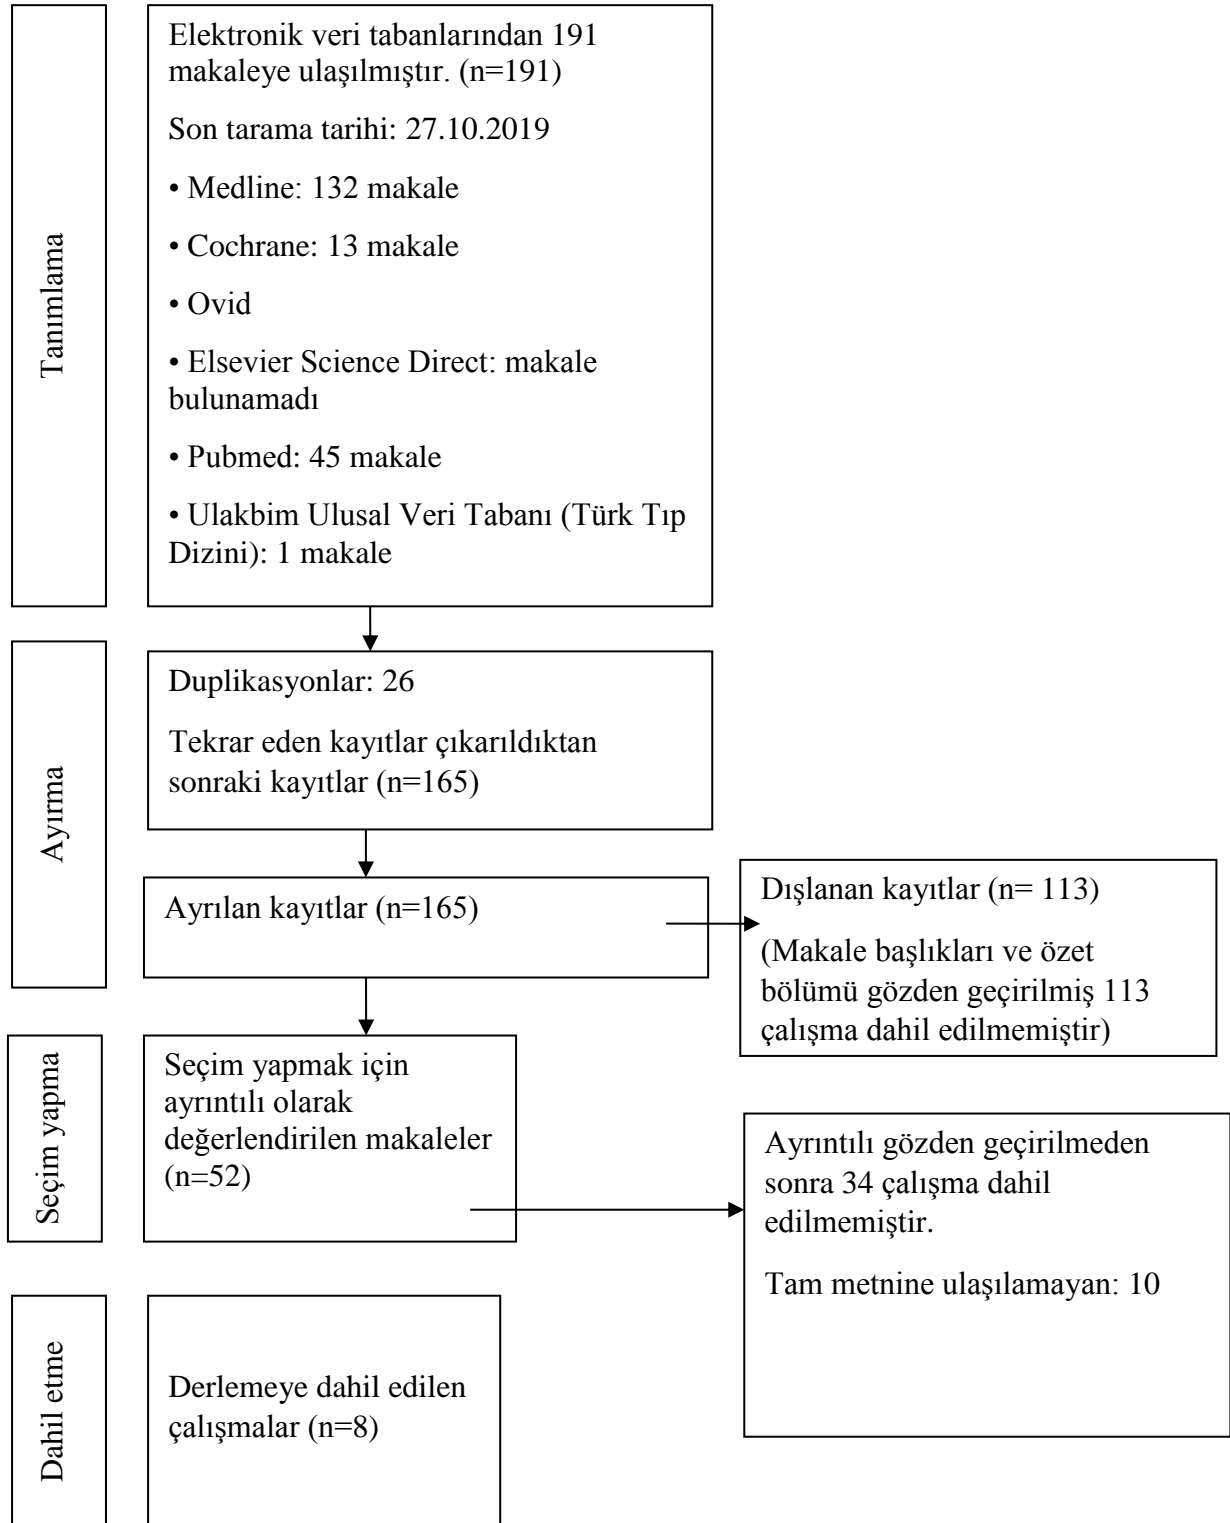 Tanımlama
Elektronik veri tabanlarından 191
makaleye ulaşılmıştır. (n=191)
Son tarama tarihi: 27.10.2019
• Medline: 132 makale
• Cochrane: 13 makale
• Ovid
• Elsevier Science Direct: makale
bulunamadı
• Pubmed: 45 makale
• Ulakbim Ulusal Veri Tabanı (Türk Tıp
Dizini): 1 makale
Ayırma
Duplikasyonlar: 26
Tekrar eden kayıtlar çıkarıldıktan
sonraki kayıtlar (n=165)
Ayrılan kayıtlar (n=165)
Dışlanan kayıtlar (n= 113)
(Makale başlıkları ve özet
bölümü gözden geçirilmiş 113
çalışma dahil edilmemiştir)
Seçim yapma
Seçim yapmak için
ayrıntılı olarak
değerlendirilen makaleler
(n=52)
Ayrıntılı gözden geçirilmeden
sonra 34 çalışma dahil
edilmemiştir.
Tam metnine ulaşılamayan: 10
Dahil etme
Derlemeye dahil edilen
çalışmalar (n=8)